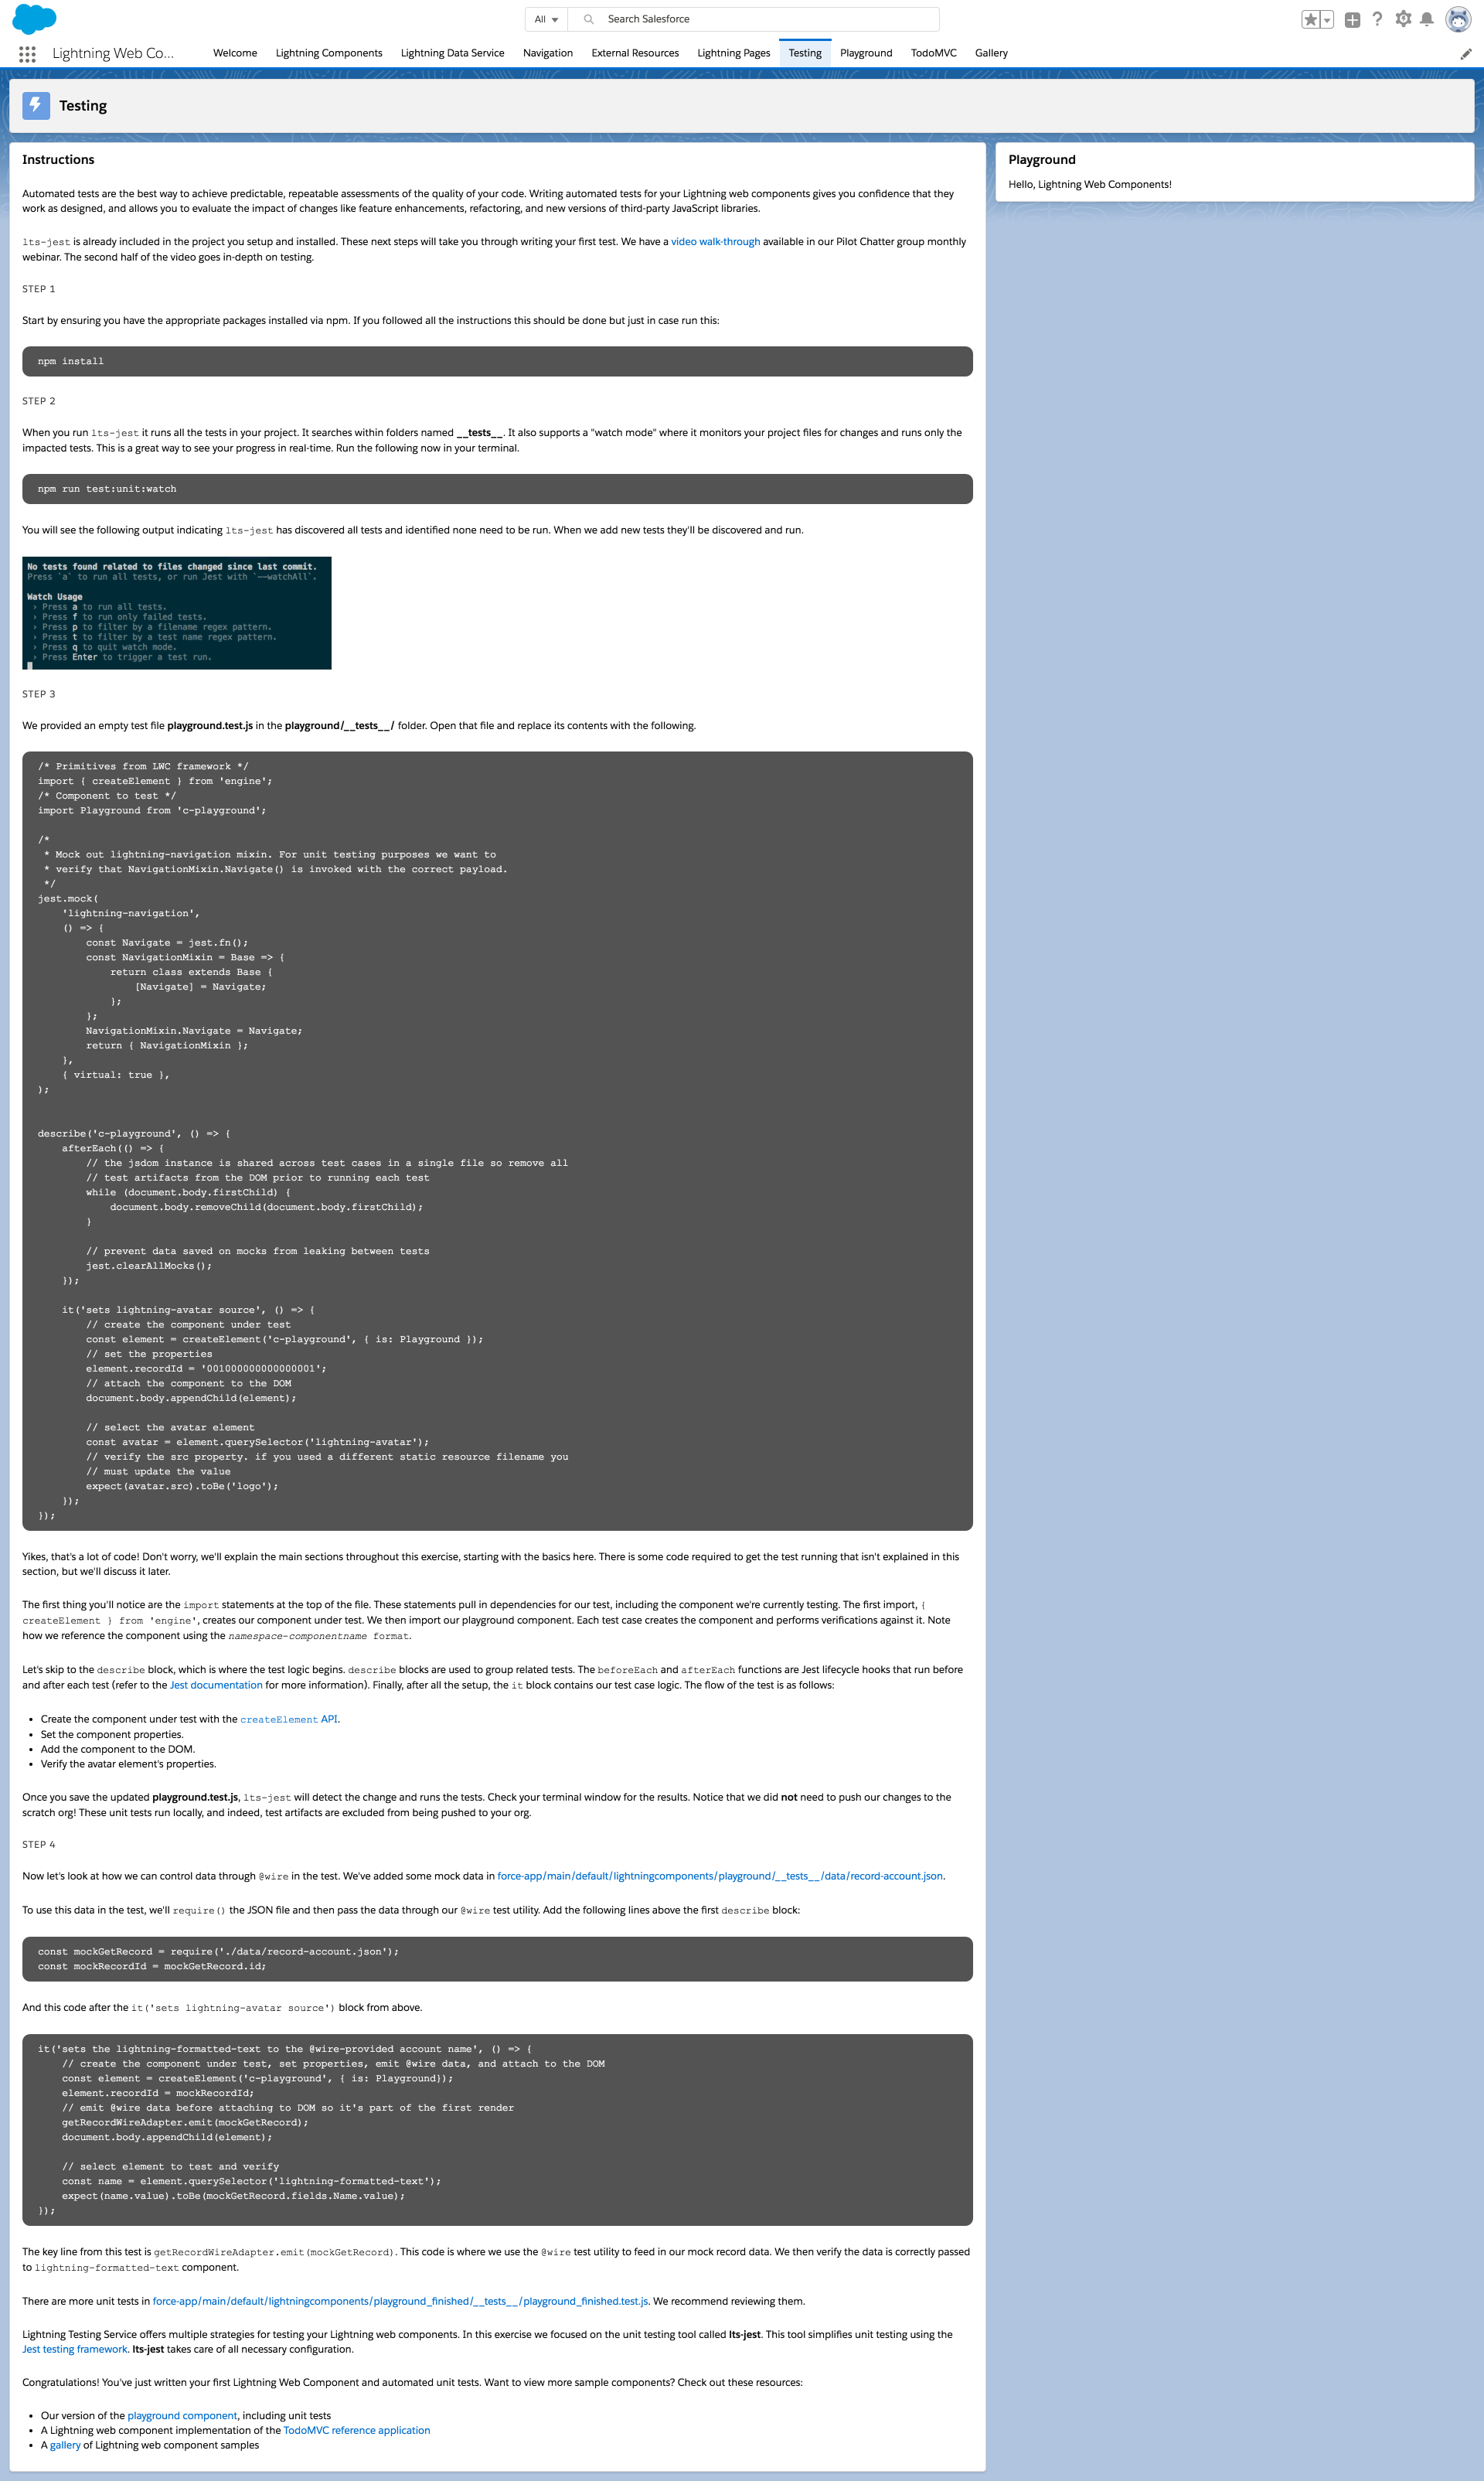 All
Search Salesforce
Lightning Web Co...
Welcome
Lightning Components
Lightning Data Service
Navigation
External Resources
Lightning Pages
Testing
Playground
TodoMVC
Gallery
Testing
Instructions
Automated tests are the best way to achieve predictable, repeatable assessments of the quality of your code. Writing automated tests for your Lightning web components gives you confidence that they
work as designed, and allows you to evaluate the impact of changes like feature enhancements, refactoring, and new versions of third-party JavaScript libraries.
lts-jest is already included in the project you setup and installed. These next steps will take you through writing your first test. We have a video walk-through available in our Pilot Chatter group monthly
webinar. The second half of the video goes in-depth on testing.
STEP 1
Start by ensuring you have the appropriate packages installed via npm. If you followed all the instructions this should be done but just in case run this:
npm install
STEP 2
When you run lts-jest it runs all the tests in your project. It searches within folders named __tests__. It also supports a "watch mode" where it monitors your project files for changes and runs only the
impacted tests. This is a great way to see your progress in real-time. Run the following now in your terminal.
npm run test:unit:watch
You will see the following output indicating lts-jest has discovered all tests and identified none need to be run. When we add new tests they'll be discovered and run.
No tests found related to files changed since last commit.
Press `a` to run all tests, or run Jest with `--watchAll`.
Watch Usage
› Press a to run all tests.
› Press f to run only failed tests.
› Press p to filter by a filename regex pattern.
› Press t to filter by a test name regex pattern.
› Press q to quit watch mode.
› Press Enter to trigger a test run.
STEP 3
We provided an empty test file playground.test.js in the playground/__tests__/ folder. Open that file and replace its contents with the following.
/* Primitives from LWC framework */
import { createElement } from 'engine';
/* Component to test */
import Playground from 'c-playground';
/*
* Mock out lightning-navigation mixin. For unit testing purposes we want to
* verify that NavigationMixin.Navigate() is invoked with the correct payload.
*/
jest.mock(
'lightning-navigation',
() => {
const Navigate = jest.fn();
const NavigationMixin = Base => {
return class extends Base {
[Navigate] = Navigate;
};
};
NavigationMixin.Navigate = Navigate;
return { NavigationMixin };
},
{ virtual: true },
);
describe('c-playground', () => {
afterEach(() => {
// the jsdom instance is shared across test cases in a single file so remove all
// test artifacts from the DOM prior to running each test
while (document.body.firstChild) {
document.body.removeChild(document.body.firstChild);
}
// prevent data saved on mocks from leaking between tests
jest.clearAllMocks();
});
it('sets lightning-avatar source', () => {
// create the component under test
const element = createElement('c-playground', { is: Playground });
// set the properties
element.recordId = '001000000000000001';
// attach the component to the DOM
document.body.appendChild(element);
// select the avatar element
const avatar = element.querySelector('lightning-avatar');
// verify the src property. if you used a different static resource filename you
// must update the value
expect(avatar.src).toBe('logo');
});
});
Yikes, that's a lot of code! Don't worry, we'll explain the main sections throughout this exercise, starting with the basics here. There is some code required to get the test running that isn't explained in this
section, but we'll discuss it later.
The first thing you'll notice are the import statements at the top of the file. These statements pull in dependencies for our test, including the component we're currently testing. The first import, {
createElement } from 'engine', creates our component under test. We then import our playground component. Each test case creates the component and performs verifications against it. Note
how we reference the component using the namespace-componentname format.
Let's skip to the describe block, which is where the test logic begins. describe blocks are used to group related tests. The beforeEach and afterEach functions are Jest lifecycle hooks that run before
and after each test (refer to the Jest documentation for more information). Finally, after all the setup, the it block contains our test case logic. The flow of the test is as follows:
• Create the component under test with the createElement API.
• Set the component properties.
• Add the component to the DOM.
• Verify the avatar element's properties.
Once you save the updated playground.test.js, lts-jest will detect the change and runs the tests. Check your terminal window for the results. Notice that we did not need to push our changes to the
scratch org! These unit tests run locally, and indeed, test artifacts are excluded from being pushed to your org.
STEP 4
Now let's look at how we can control data through @wire in the test. We've added some mock data in force-app/main/default/lightningcomponents/playground/__tests__/data/record-account.json.
To use this data in the test, we'll require() the JSON file and then pass the data through our @wire test utility. Add the following lines above the first describe block:
const mockGetRecord = require('./data/record-account.json');
const mockRecordId = mockGetRecord.id;
And this code after the it('sets lightning-avatar source') block from above.
it('sets the lightning-formatted-text to the @wire-provided account name', () => {
// create the component under test, set properties, emit @wire data, and attach to the DOM
const element = createElement('c-playground', { is: Playground});
element.recordId = mockRecordId;
// emit @wire data before attaching to DOM so it's part of the first render
getRecordWireAdapter.emit(mockGetRecord);
document.body.appendChild(element);
// select element to test and verify
const name = element.querySelector('lightning-formatted-text');
expect(name.value).toBe(mockGetRecord.fields.Name.value);
});
The key line from this test is getRecordWireAdapter.emit(mockGetRecord). This code is where we use the @wire test utility to feed in our mock record data. We then verify the data is correctly passed
to lightning-formatted-text component.
There are more unit tests in force-app/main/default/lightningcomponents/playground_finished/__tests__/playground_finished.test.js. We recommend reviewing them.
Lightning Testing Service offers multiple strategies for testing your Lightning web components. In this exercise we focused on the unit testing tool called lts-jest. This tool simplifies unit testing using the
Jest testing framework. lts-jest takes care of all necessary configuration.
Congratulations! You've just written your first Lightning Web Component and automated unit tests. Want to view more sample components? Check out these resources:
• Our version of the playground component, including unit tests
• A Lightning web component implementation of the TodoMVC reference application
• A gallery of Lightning web component samples
Playground
Hello, Lightning Web Components!